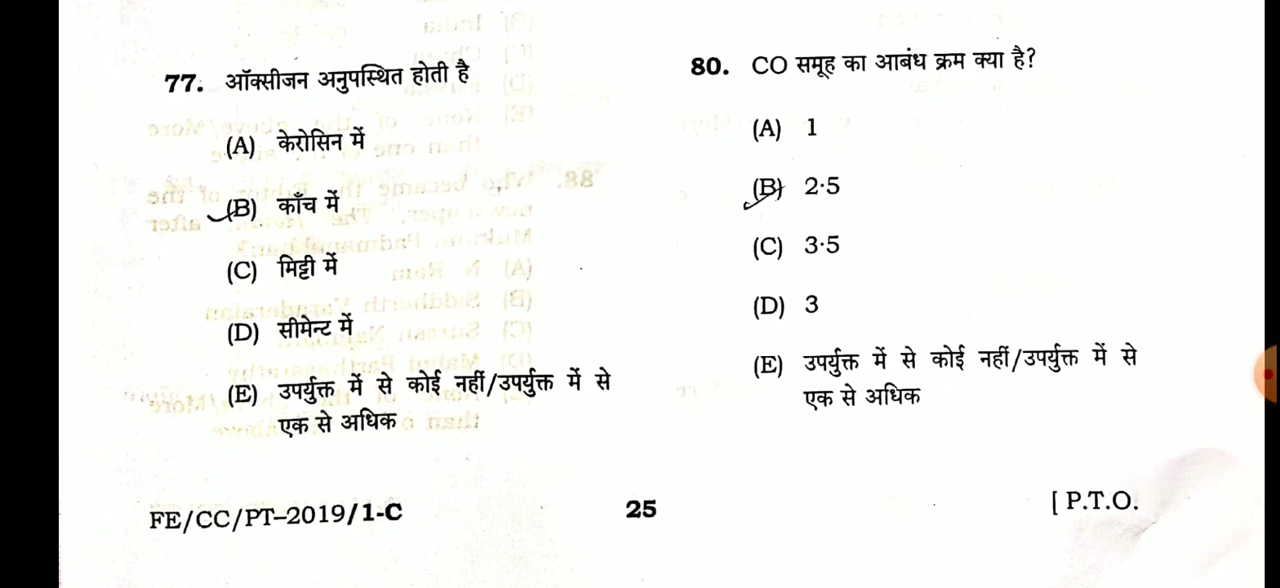 77. ऑक्सीजन अनुपस्थित होती है
(A) केरोसिन में
(B) काँच में
(C) मिट्टी में
(D) सीमेन्ट में
(E) उपर्युक्त में से कोई नहीं/उपर्युक्त में से
एक से अधिक
80. CO समूह का आबंध क्रम क्या है?
(A) 1
(B) 2·5
(C) 3·5
(D) 3
(E) उपर्युक्त में से कोई नहीं/उपर्युक्त में से
एक से अधिक
FE/CC/PT–2019/1-C
25
[ P.T.O.